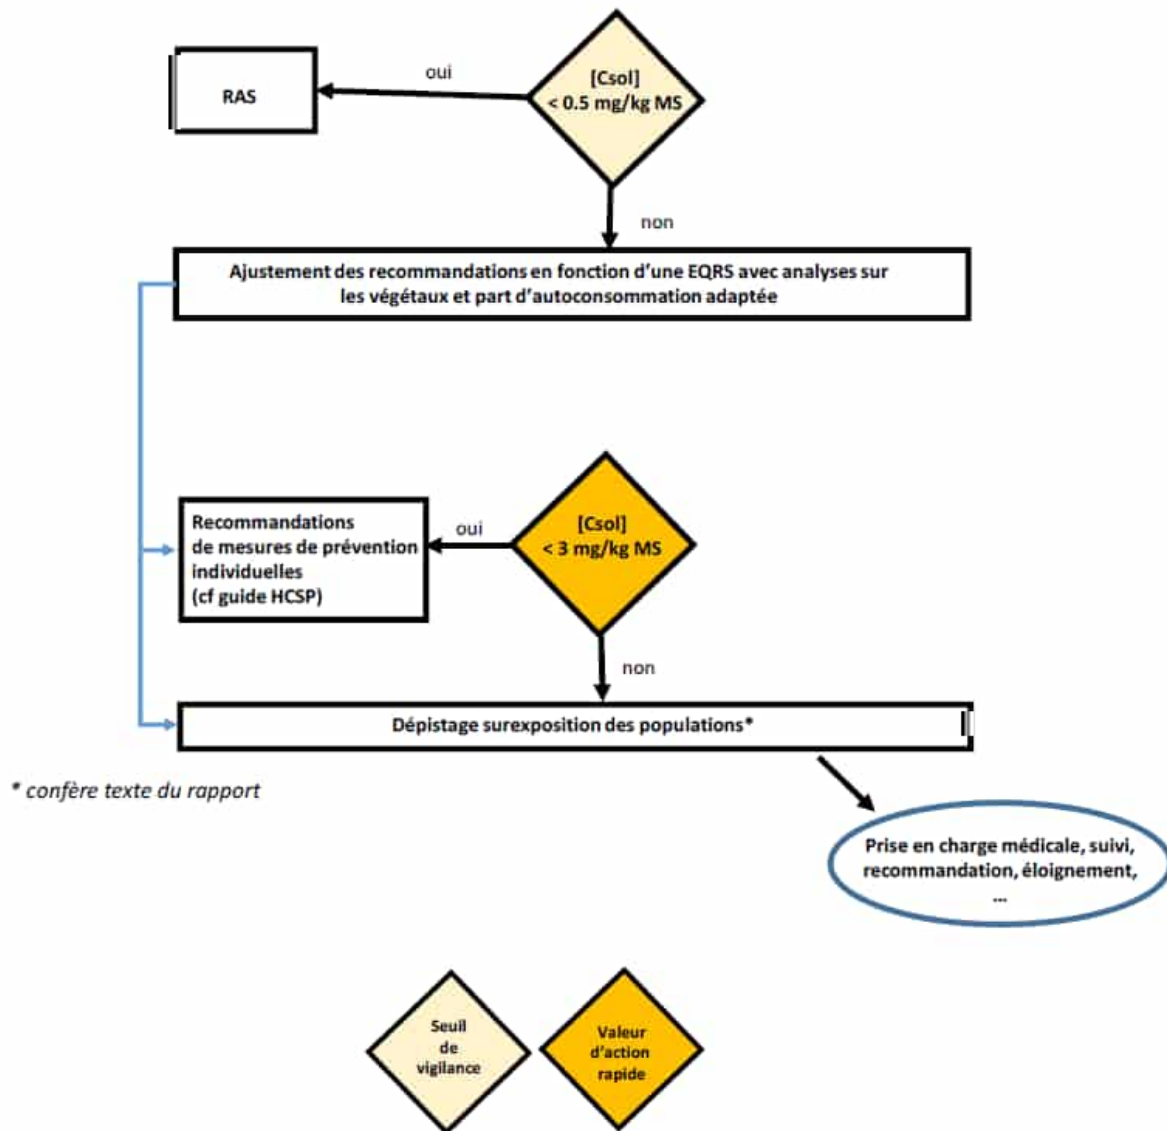 [Csol]
< 0.5 mg/kg MS
oui
RAS
non
Ajustement des recommandations en fonction d’une EQRS avec analyses sur
les végétaux et part d’autoconsommation adaptée
[Csol]
< 3 mg/kg MS
oui
Recommandations
de mesures de prévention
individuelles
(cf guide HCSP)
non
Dépistage surexposition des populations*
* confère texte du rapport
Prise en charge médicale, suivi,
recommandation, éloignement,
...
Seuil
de
vigilance
Valeur
d’action
rapide